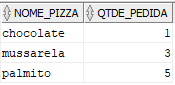 NOME_PIZZA QTDE_PEDIDA
chocolate 1
mussarela 3
palmito 5